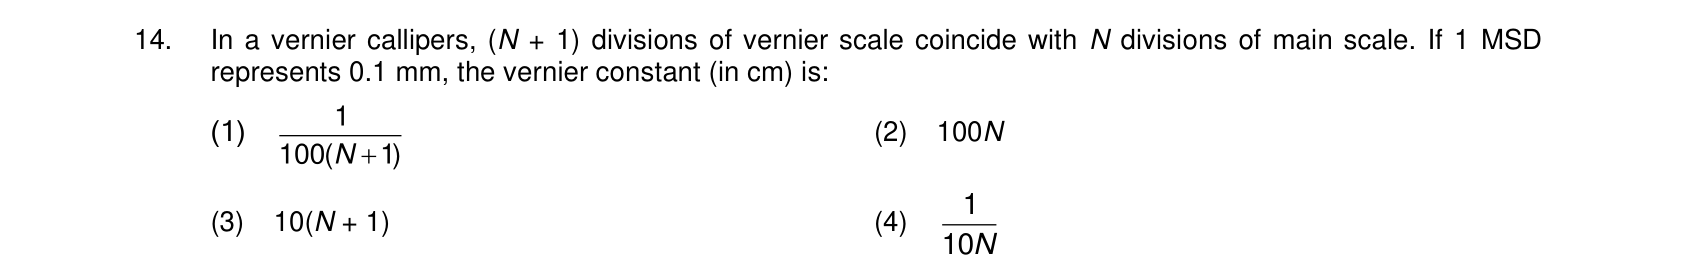 14. In a vernier callipers, (N + 1) divisions of vernier scale coincide with N divisions of main scale. If 1 MSD
represents 0.1 mm, the vernier constant (in cm) is:
(1) 1/100(N+1) (2) 100N
(3) 10(N + 1) (4) 1/10N